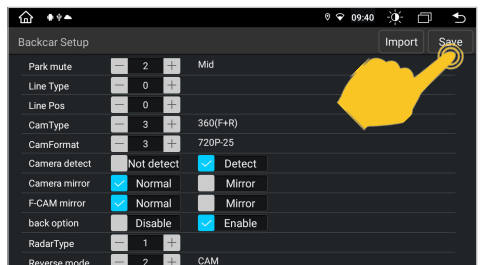 09:40
Backcar Setup Import Save
Park mute — 2 + Mid
Line Type — 0 +
Line Pos — 0 +
CamType — 3 + 360(F+R)
CamFormat — 3 + 720P-25
Camera detect Not detect Detect
Camera mirror Normal Mirror
F-CAM mirror Normal Mirror
back option Disable Enable
RadarType — 1 +
Reverse mode — 2 + CAM